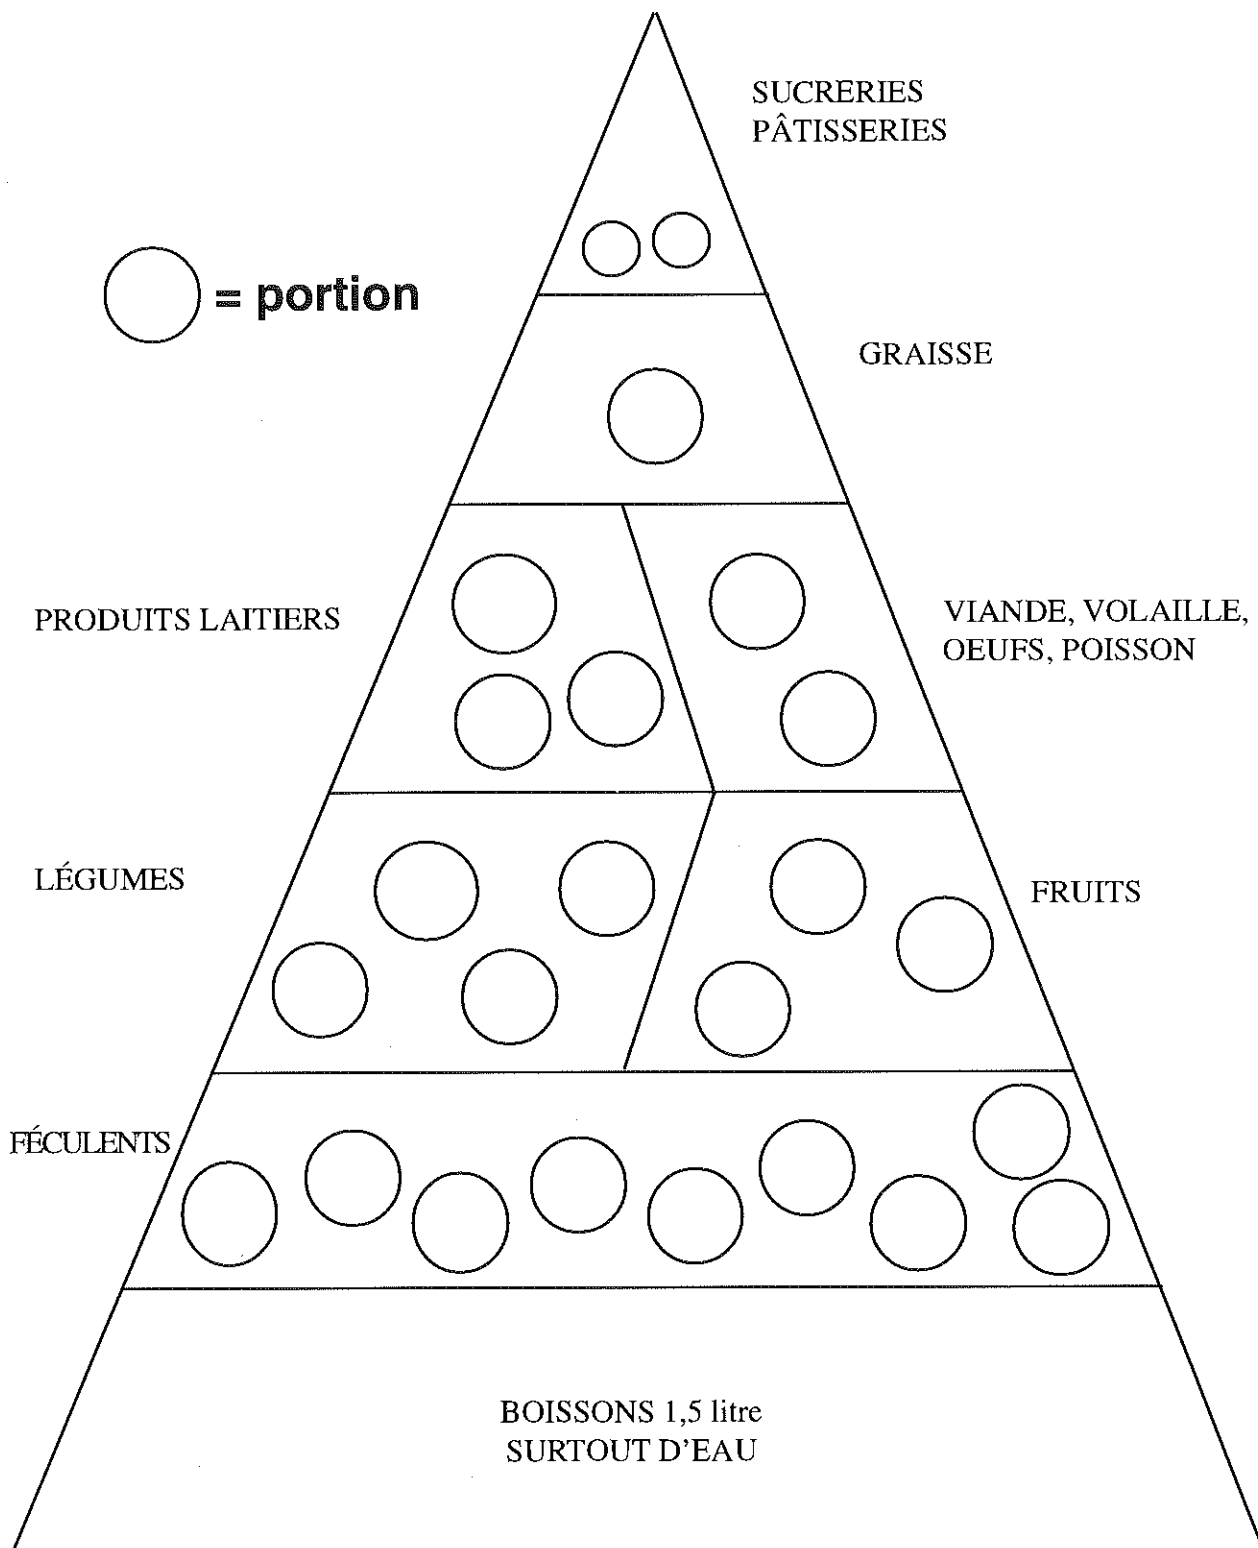 SUCRERIES
PÂTISSERIES
= portion
GRAISSE
PRODUITS LAITIERS
VIANDE, VOLAILLE,
OEUFS, POISSON
LÉGUMES
FRUITS
FÉCULENTS
BOISSONS 1,5 litre
SURTOUT D'EAU